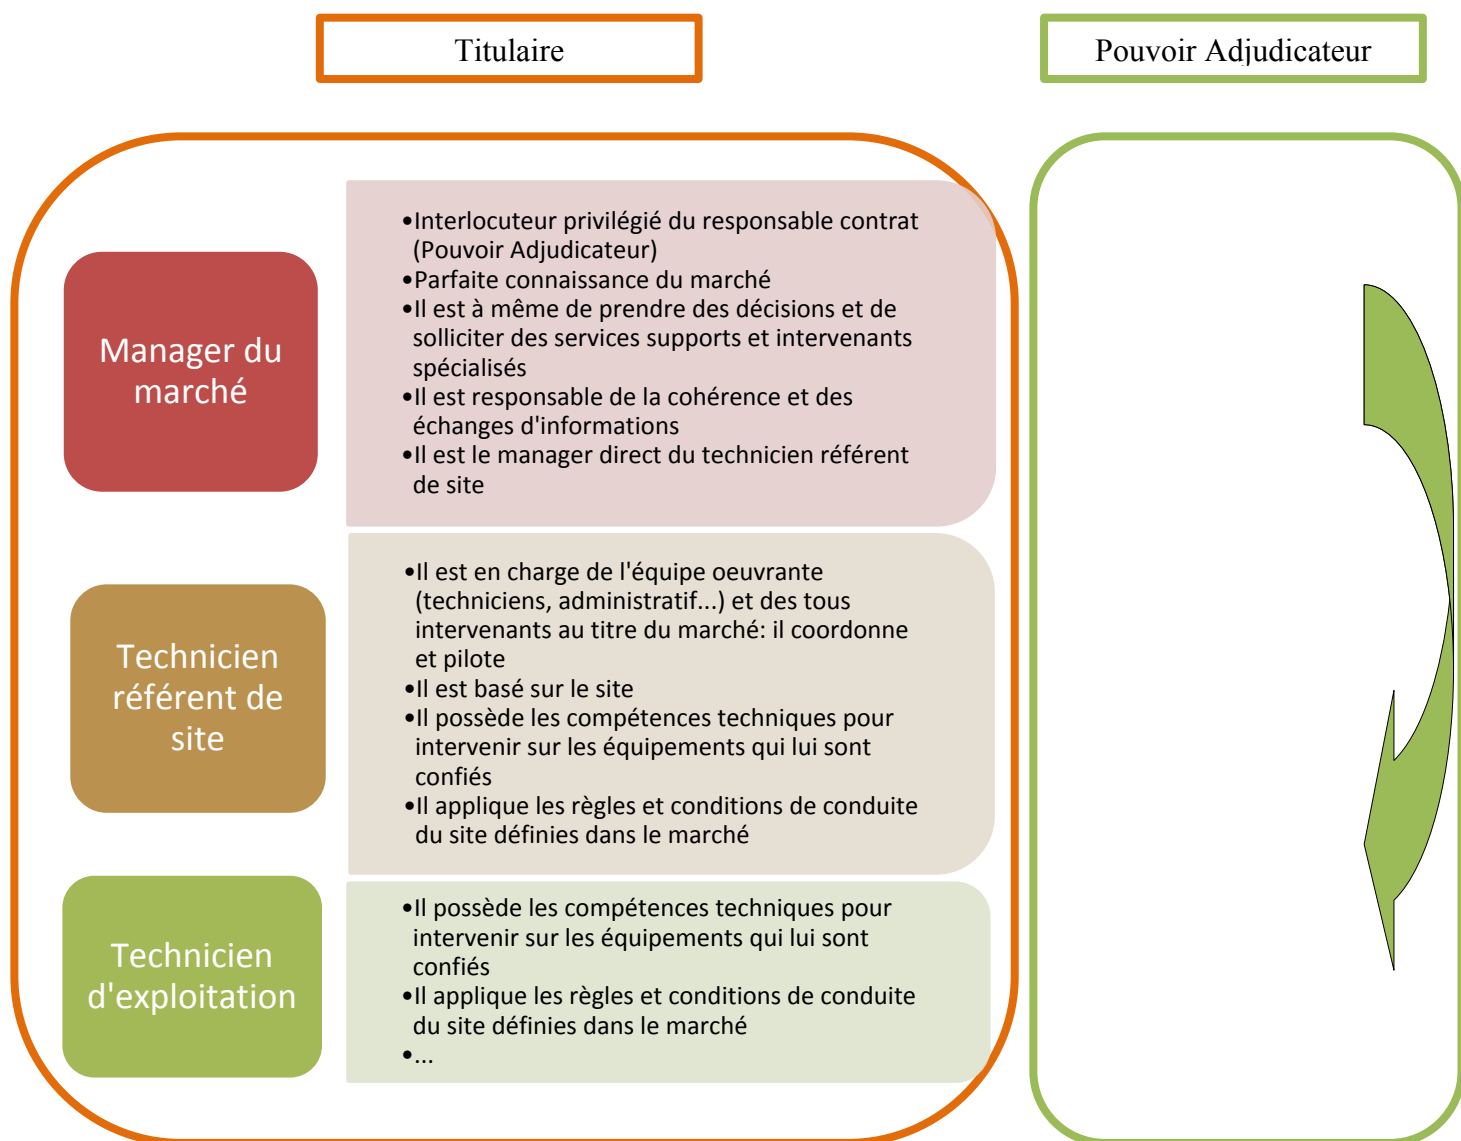 Titulaire
Pouvoir Adjudicateur
Manager du
marché
•Interlocuteur privilégié du responsable contrat
(Pouvoir Adjudicateur)
•Parfaite connaissance du marché
•Il est à même de prendre des décisions et de
solliciter des services supports et intervenants
spécialisés
•Il est responsable de la cohérence et des
échanges d'informations
•Il est le manager direct du technicien référent
de site
Technicien
référent de
site
•Il est en charge de l'équipe oeuvrante
(techniciens, administratif...) et des tous
intervenants au titre du marché: il coordonne
et pilote
•Il est basé sur le site
•Il possède les compétences techniques pour
intervenir sur les équipements qui lui sont
confiés
•Il applique les règles et conditions de conduite
du site définies dans le marché
Technicien
d'exploitation
•Il possède les compétences techniques pour
intervenir sur les équipements qui lui sont
confiés
•Il applique les règles et conditions de conduite
du site définies dans le marché
•...